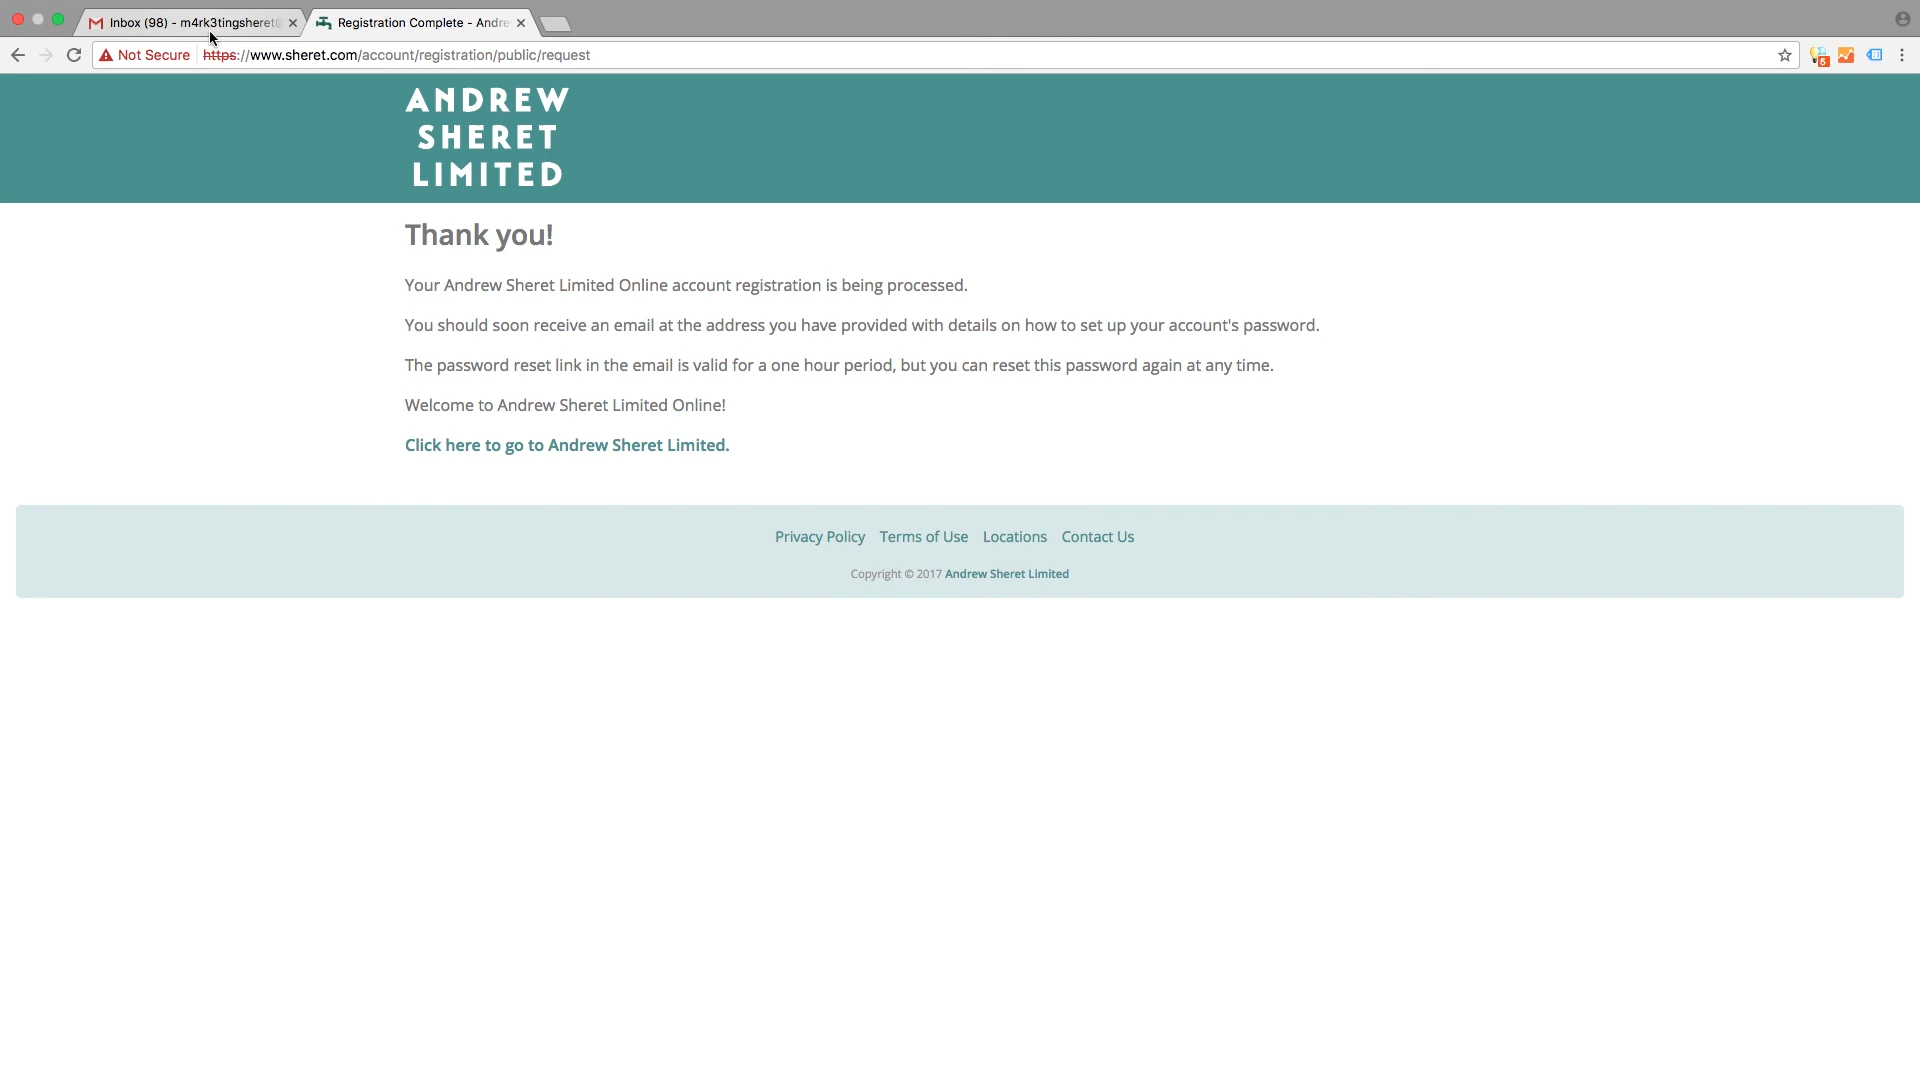 Inbox (98) - m4rk3tingsheret
Registration Complete - Andre
Not Secure
https://www.sheret.com/account/registration/public/request
5
ANDREW
SHERET
LIMITED
Thank you!
Your Andrew Sheret Limited Online account registration is being processed.
You should soon receive an email at the address you have provided with details on how to set up your account's password.
The password reset link in the email is valid for a one hour period, but you can reset this password again at any time.
Welcome to Andrew Sheret Limited Online!
Click here to go to Andrew Sheret Limited.
Privacy Policy Terms of Use Locations Contact Us
Copyright © 2017 Andrew Sheret Limited